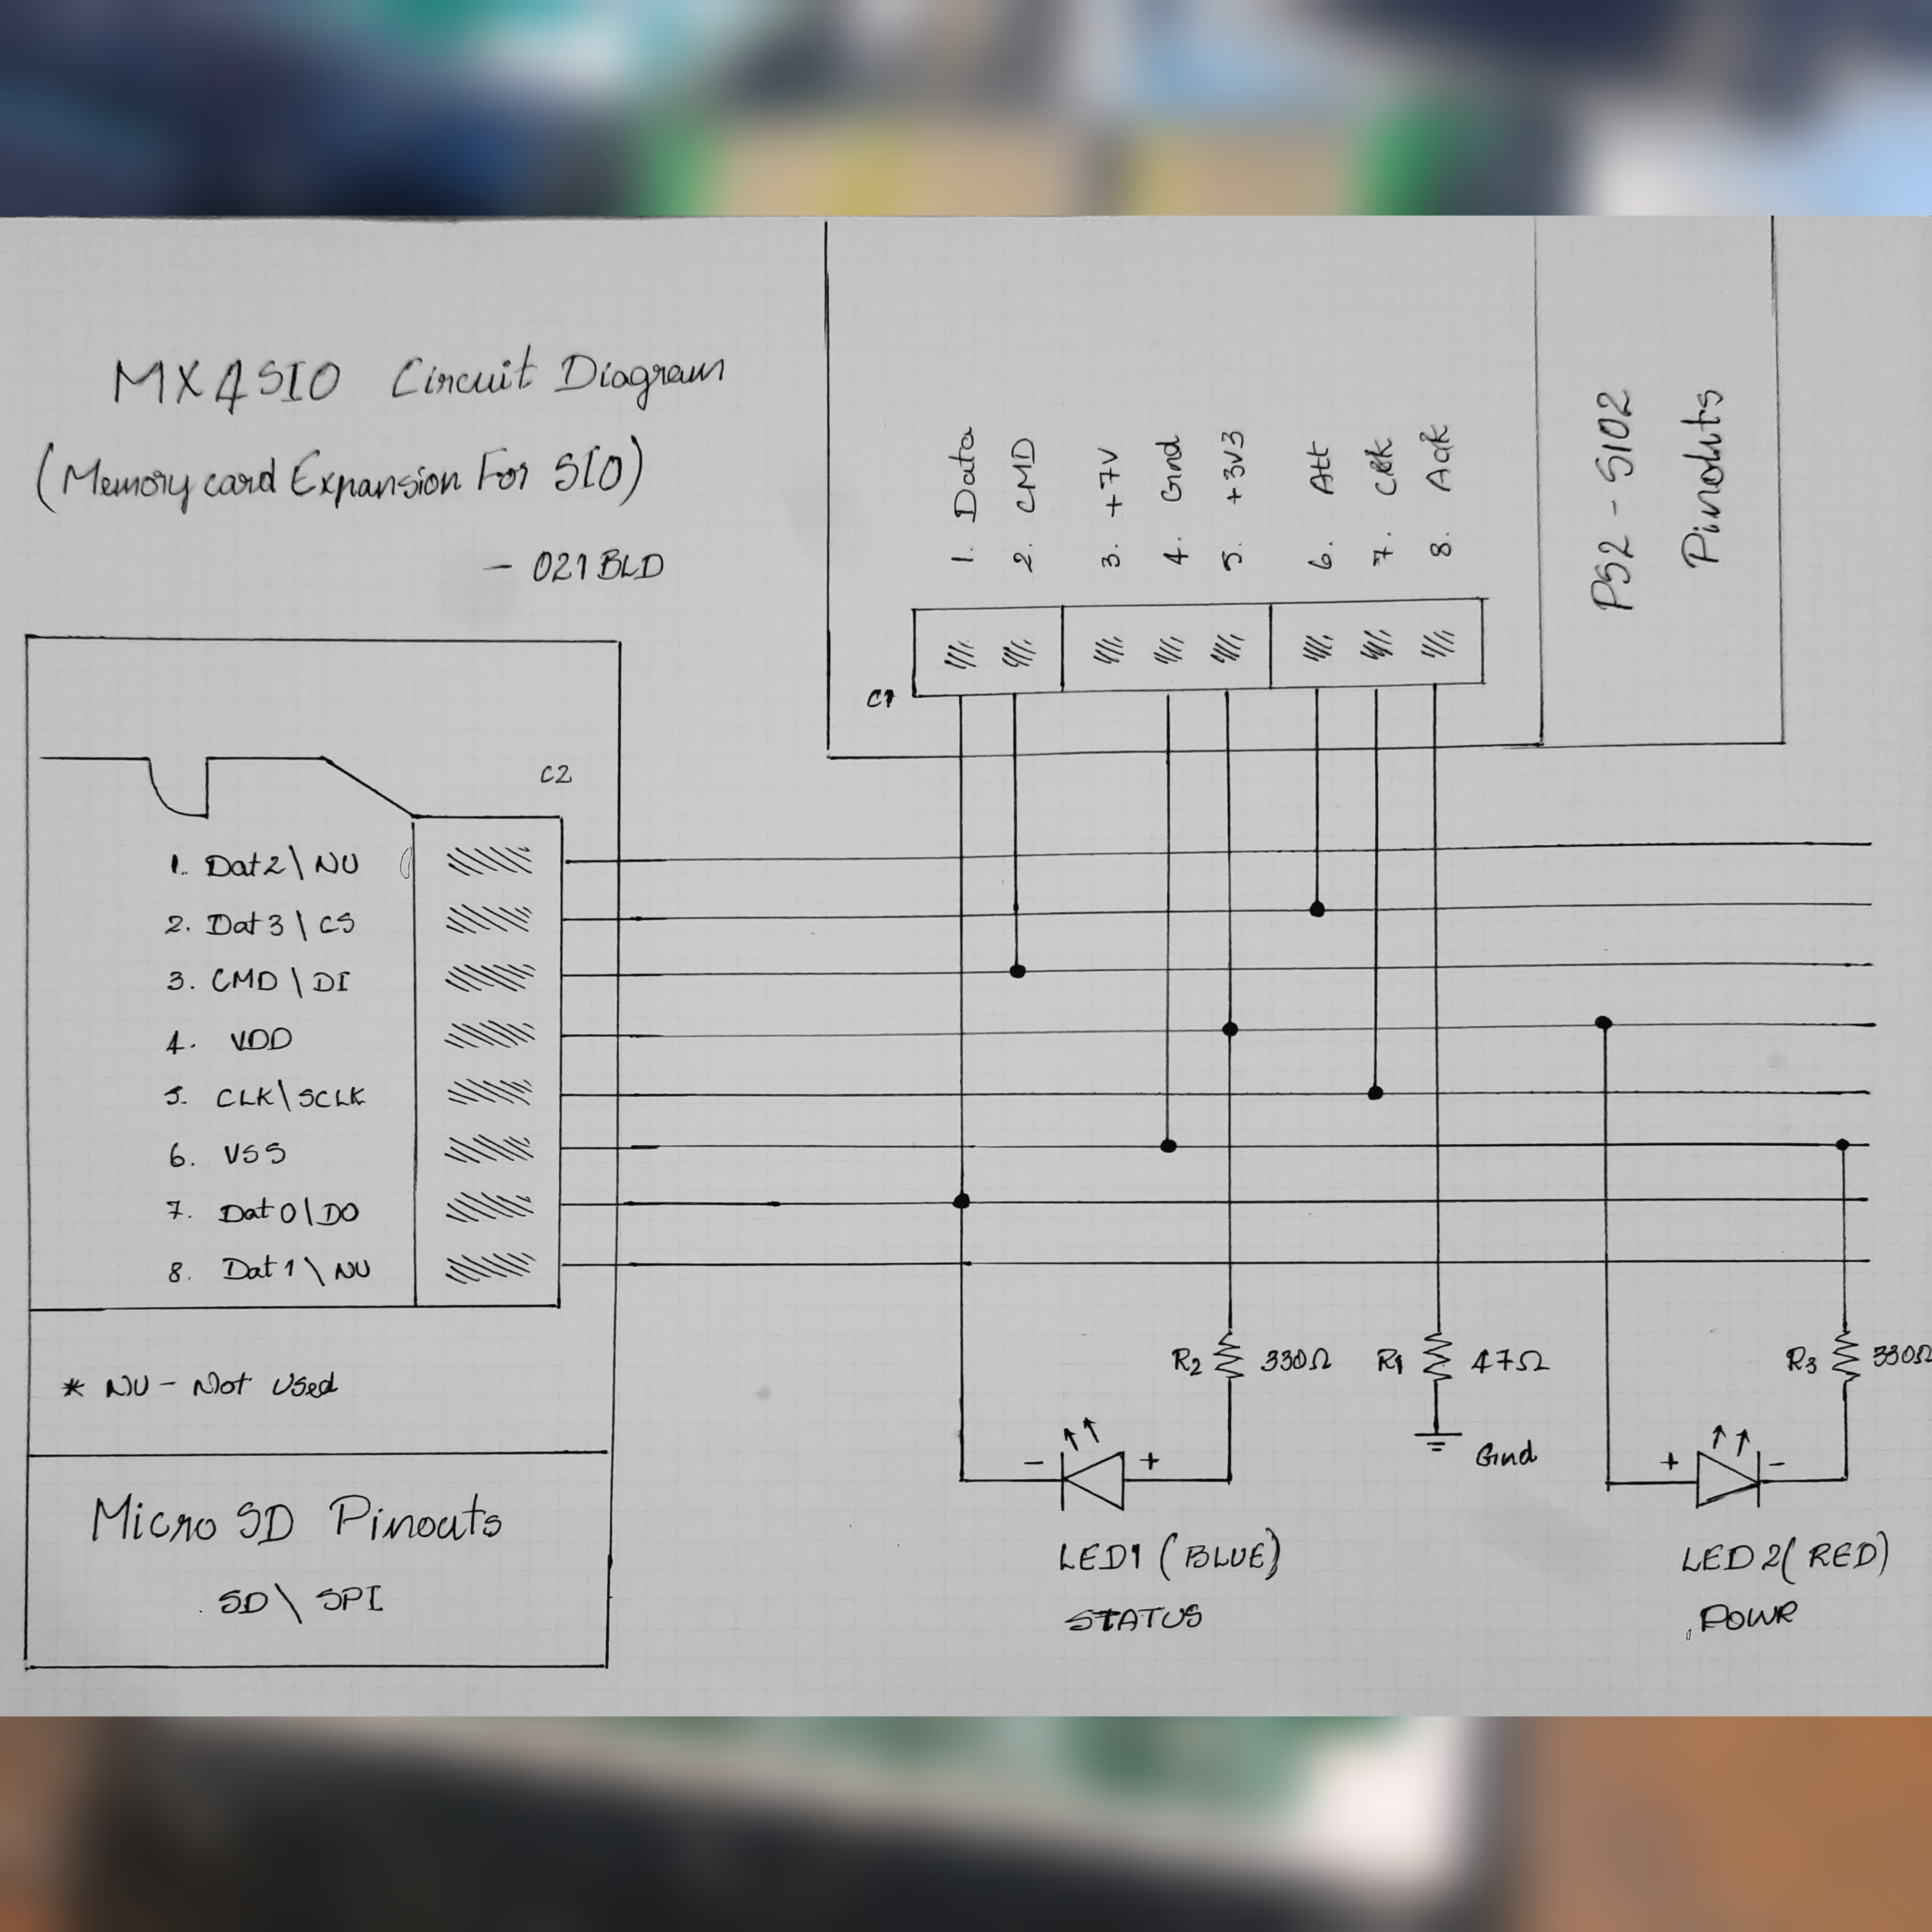 MX4SIO Circuit Diagram
(Memory card Expansion For SIO)
- 021BLD
1. Data
2. CMD
3. +7V
4. Gnd
5. +3V3
6. Att
7. Clk
8. Ack
PS2 - SIO2
Pinouts
C1
C2
1. Dat2\NU
2. Dat3\CS
3. CMD\DI
4. VDD
5. CLK\SCLK
6. VSS
7. Dat0\DO
8. Dat1\NU
* NU - Not Used
Micro SD Pinouts
SD\SPI
R2 330Ω
R1 47Ω
R3 330Ω
Gnd
- +
+ -
LED1 (BLUE)
STATUS
LED2(RED)
POWR